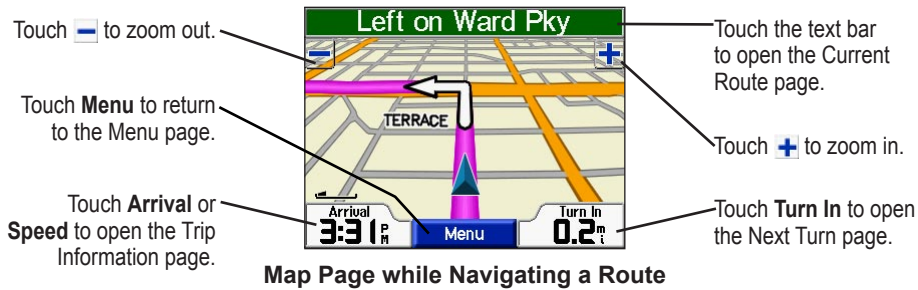 Touch − to zoom out.
Touch Menu to return
to the Menu page.
Touch Arrival or
Speed to open the Trip
Information page.
Left on Ward Pky
TERRACE
Arrival
3:31 PM
Menu
Turn In
0.2 mi
Touch the text bar
to open the Current
Route page.
Touch + to zoom in.
Touch Turn In to open
the Next Turn page.
Map Page while Navigating a Route